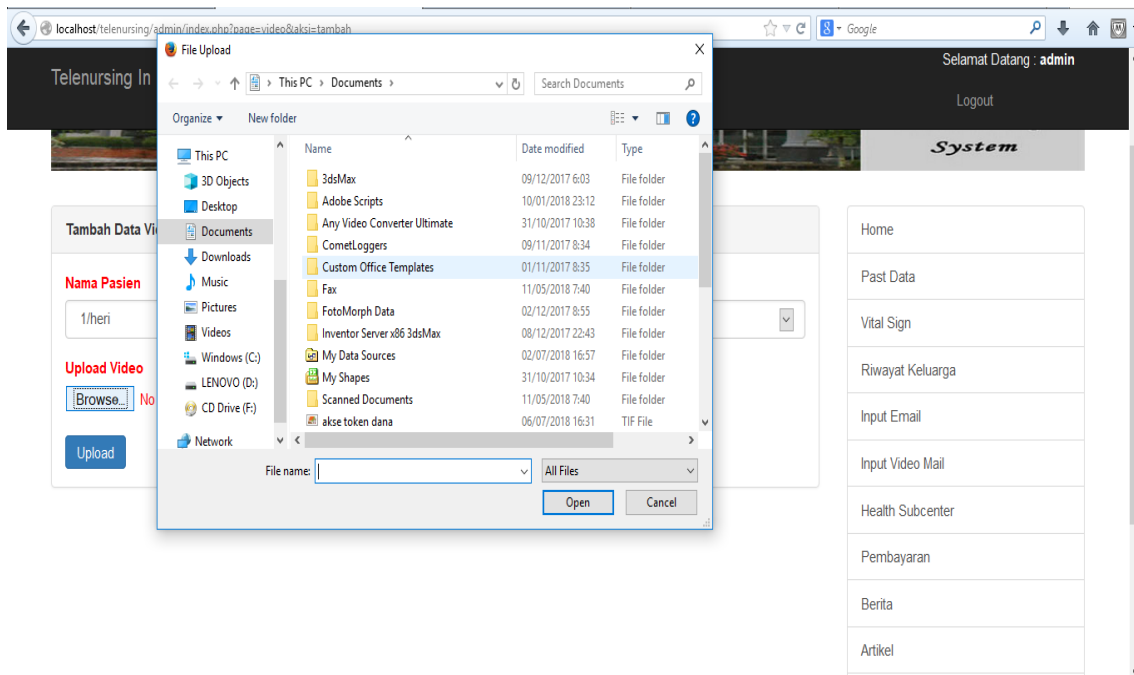 localhost/telenursing/admin/index.php?page=video&aksi=tambah
Google
File Upload
Telenursing In
Selamat Datang : admin
Logout
This PC > Documents >
Search Documents
Organize
New folder
System
This PC
3D Objects
Desktop
Documents
Downloads
Music
Pictures
Videos
Windows (C:)
LENOVO (D:)
CD Drive (F:)
Network
Name Date modified Type
3dsMax 09/12/2017 6:03 File folder
Adobe Scripts 10/01/2018 23:12 File folder
Any Video Converter Ultimate 31/10/2017 10:38 File folder
CometLoggers 09/11/2017 8:34 File folder
Custom Office Templates 01/11/2017 8:35 File folder
Fax 11/05/2018 7:40 File folder
FotoMorph Data 02/12/2017 8:55 File folder
Inventor Server x86 3dsMax 08/12/2017 22:43 File folder
My Data Sources 02/07/2018 16:57 File folder
My Shapes 31/10/2017 10:34 File folder
Scanned Documents 11/05/2018 7:40 File folder
akse token dana 06/07/2018 16:31 TIF File
File name:
All Files
Open
Cancel
Tambah Data Vi
Nama Pasien
1/heri
Upload Video
Browse... No
Upload
Home
Past Data
Vital Sign
Riwayat Keluarga
Input Email
Input Video Mail
Health Subcenter
Pembayaran
Berita
Artikel